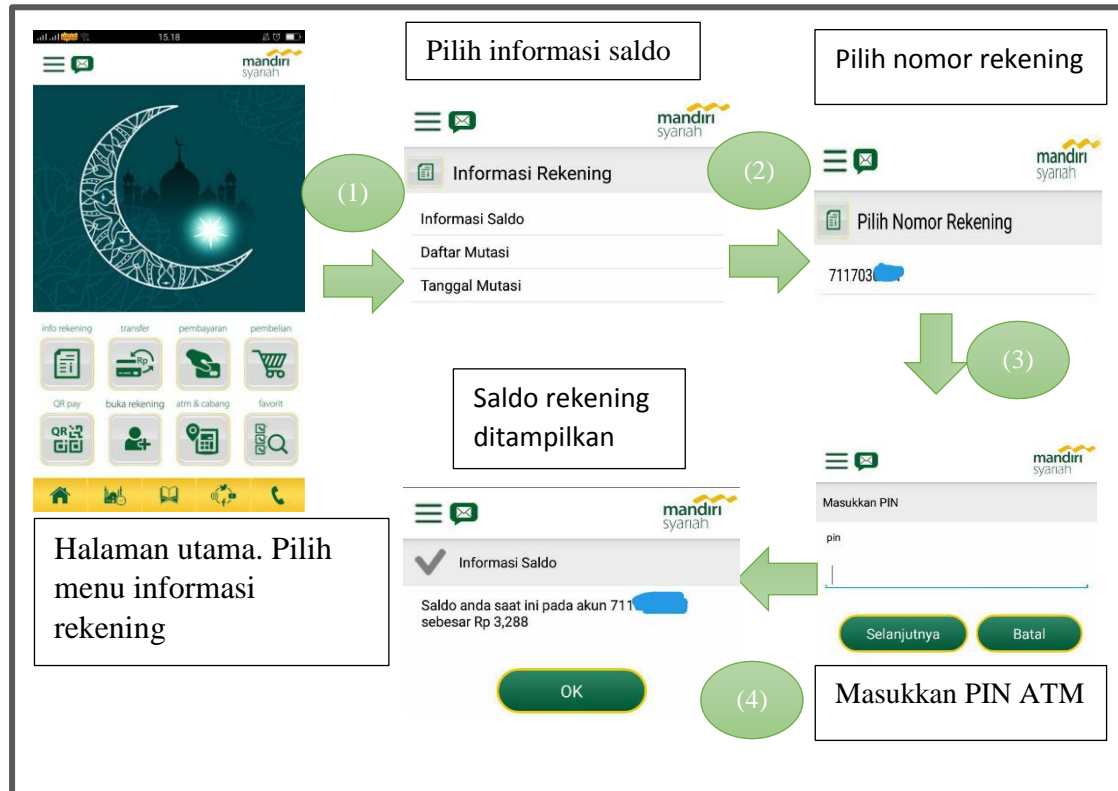 15.18
mandiri
syariah
info rekening
transfer
pembayaran
pembelian
Rp
QR pay
buka rekening
atm & cabang
favorit
QR
Halaman utama. Pilih
menu informasi
rekening
(1)
Pilih informasi saldo
mandiri
syariah
Informasi Rekening
Informasi Saldo
Daftar Mutasi
Tanggal Mutasi
(2)
Pilih nomor rekening
mandiri
syariah
Pilih Nomor Rekening
711703
(3)
mandiri
syariah
Masukkan PIN
pin
Selanjutnya
Batal
Masukkan PIN ATM
(4)
Saldo rekening
ditampilkan
mandiri
syariah
Informasi Saldo
Saldo anda saat ini pada akun 711
sebesar Rp 3,288
OK